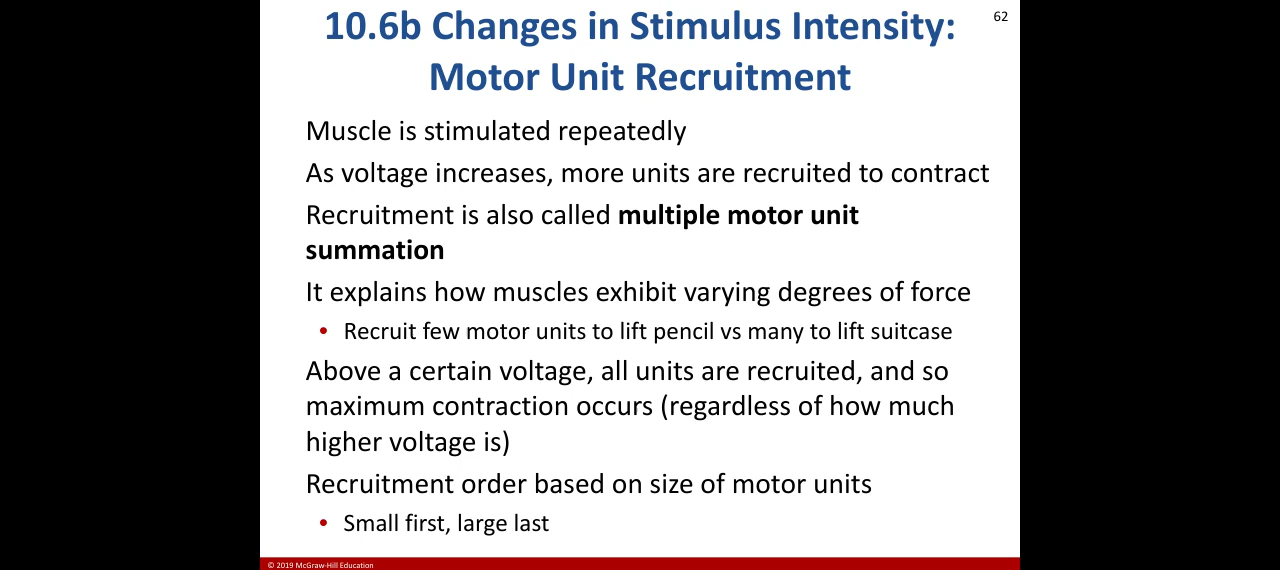 10.6b Changes in Stimulus Intensity:
Motor Unit Recruitment
62
Muscle is stimulated repeatedly
As voltage increases, more units are recruited to contract
Recruitment is also called multiple motor unit
summation
It explains how muscles exhibit varying degrees of force
• Recruit few motor units to lift pencil vs many to lift suitcase
Above a certain voltage, all units are recruited, and so
maximum contraction occurs (regardless of how much
higher voltage is)
Recruitment order based on size of motor units
• Small first, large last
© 2019 McGraw-Hill Education